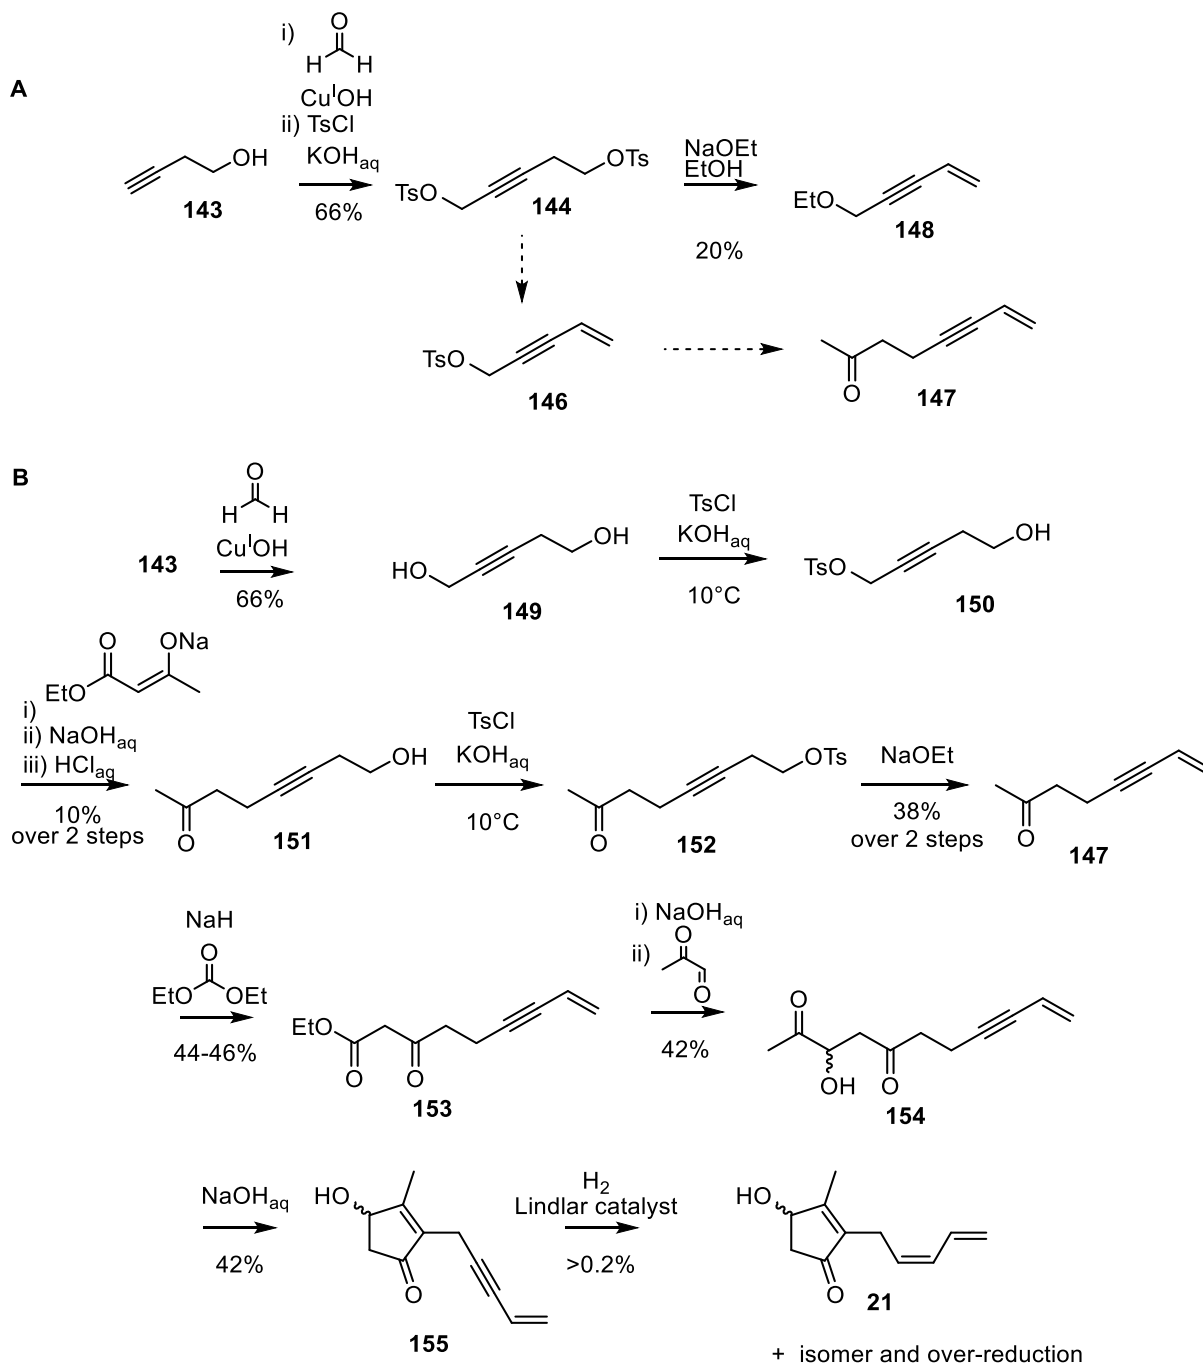 A
i)
O
H H
CuIOH
ii) TsCl
KOHaq
66%
OH
143
TsO
OTs
144
NaOEt
EtOH
20%
EtO
148
TsO
146
O
147
B
143
O
H H
CuIOH
66%
HO
OH
149
TsCl
KOHaq
10°C
TsO
OH
150
O ONa
EtO
i)
ii) NaOHaq
iii) HClaq
10%
over 2 steps
O
OH
151
TsCl
KOHaq
10°C
O
OTs
152
NaOEt
38%
over 2 steps
O
147
NaH
O
EtO OEt
44-46%
EtO
O O
153
i) NaOHaq
ii)
O
O
42%
O
OH O
154
NaOHaq
42%
HO
O
155
H2
Lindlar catalyst
>0.2%
HO
O
21
+ isomer and over-reduction